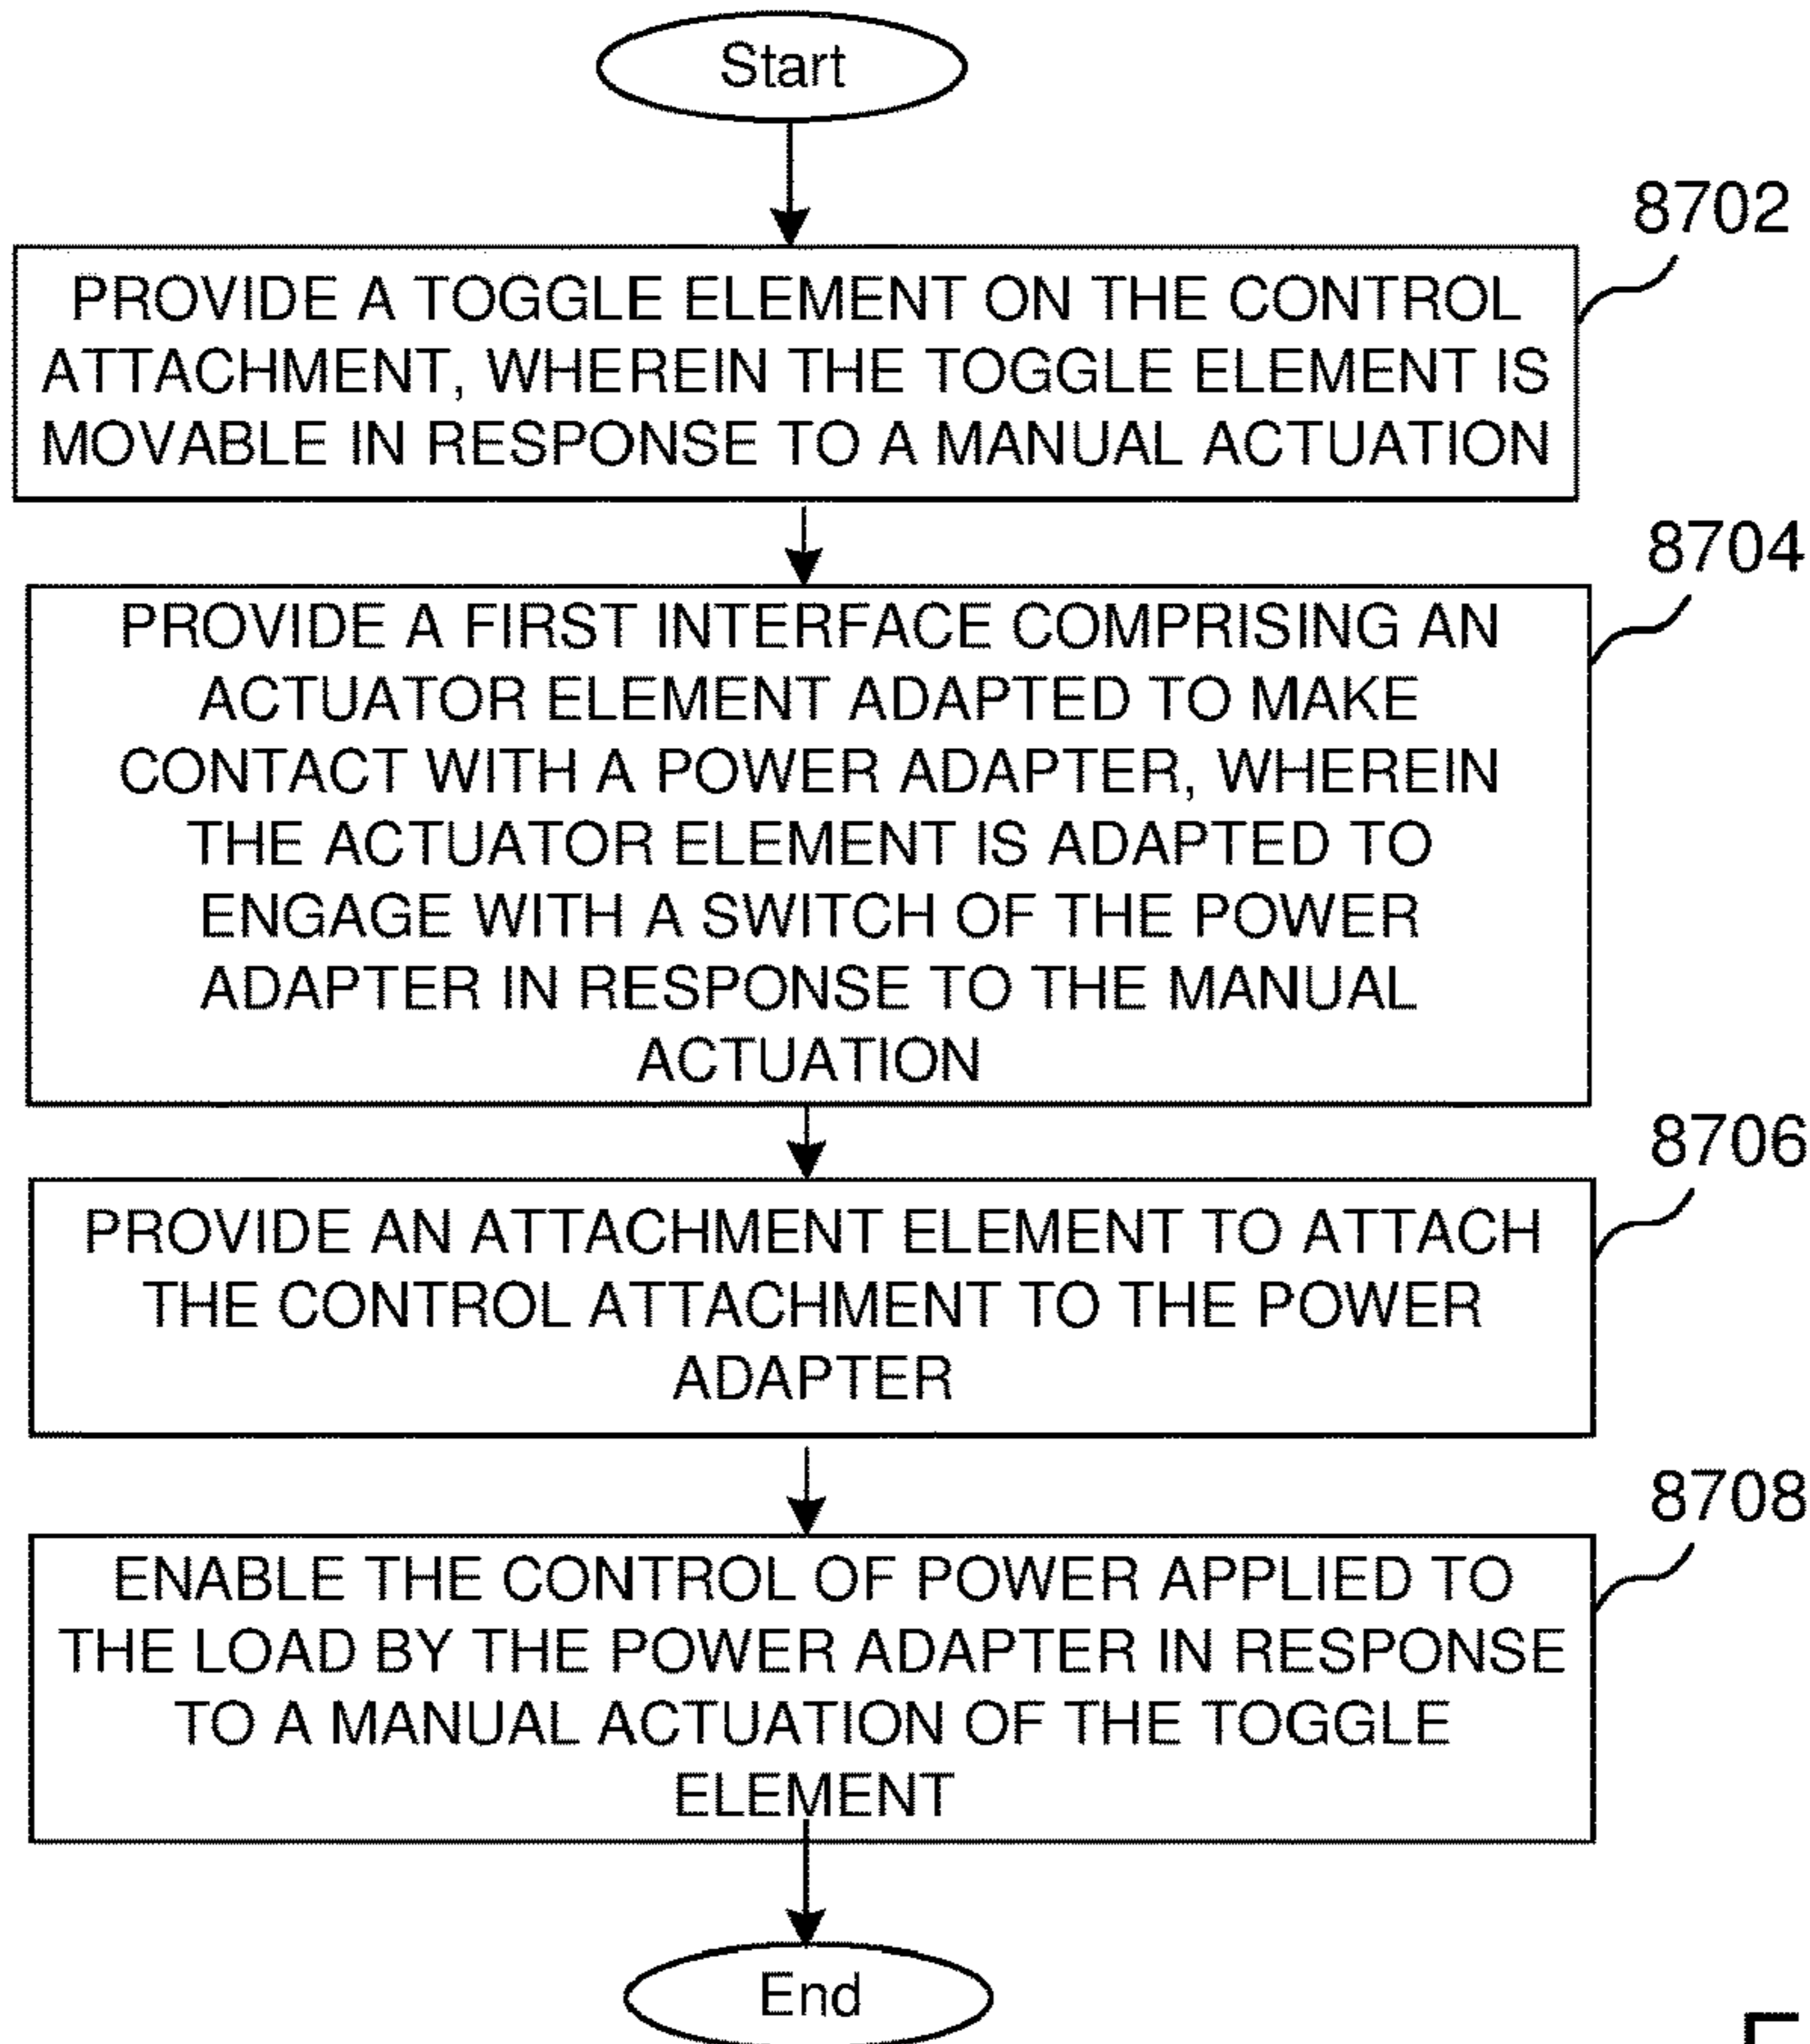 Start
8702
PROVIDE A TOGGLE ELEMENT ON THE CONTROL
ATTACHMENT, WHEREIN THE TOGGLE ELEMENT IS
MOVABLE IN RESPONSE TO A MANUAL ACTUATION
8704
PROVIDE A FIRST INTERFACE COMPRISING AN
ACTUATOR ELEMENT ADAPTED TO MAKE
CONTACT WITH A POWER ADAPTER, WHEREIN
THE ACTUATOR ELEMENT IS ADAPTED TO
ENGAGE WITH A SWITCH OF THE POWER
ADAPTER IN RESPONSE TO THE MANUAL
ACTUATION
8706
PROVIDE AN ATTACHMENT ELEMENT TO ATTACH
THE CONTROL ATTACHMENT TO THE POWER
ADAPTER
8708
ENABLE THE CONTROL OF POWER APPLIED TO
THE LOAD BY THE POWER ADAPTER IN RESPONSE
TO A MANUAL ACTUATION OF THE TOGGLE
ELEMENT
End